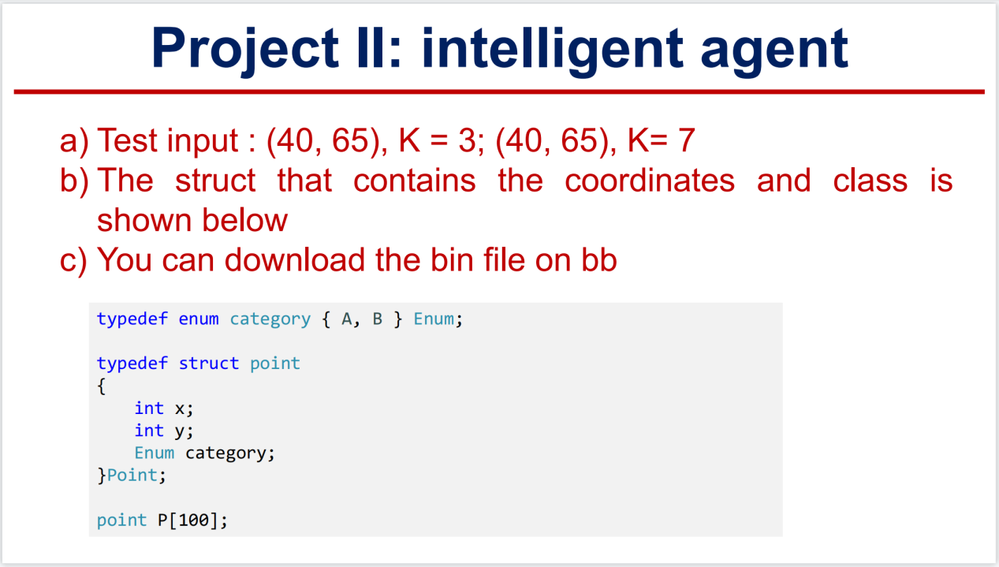 Project II: intelligent agent
a) Test input : (40, 65), K = 3; (40, 65), K= 7
b) The struct that contains the coordinates and class is
shown below
c) You can download the bin file on bb
typedef enum category { A, B } Enum;
typedef struct point
{
    int x;
    int y;
    Enum category;
}Point;
point P[100];